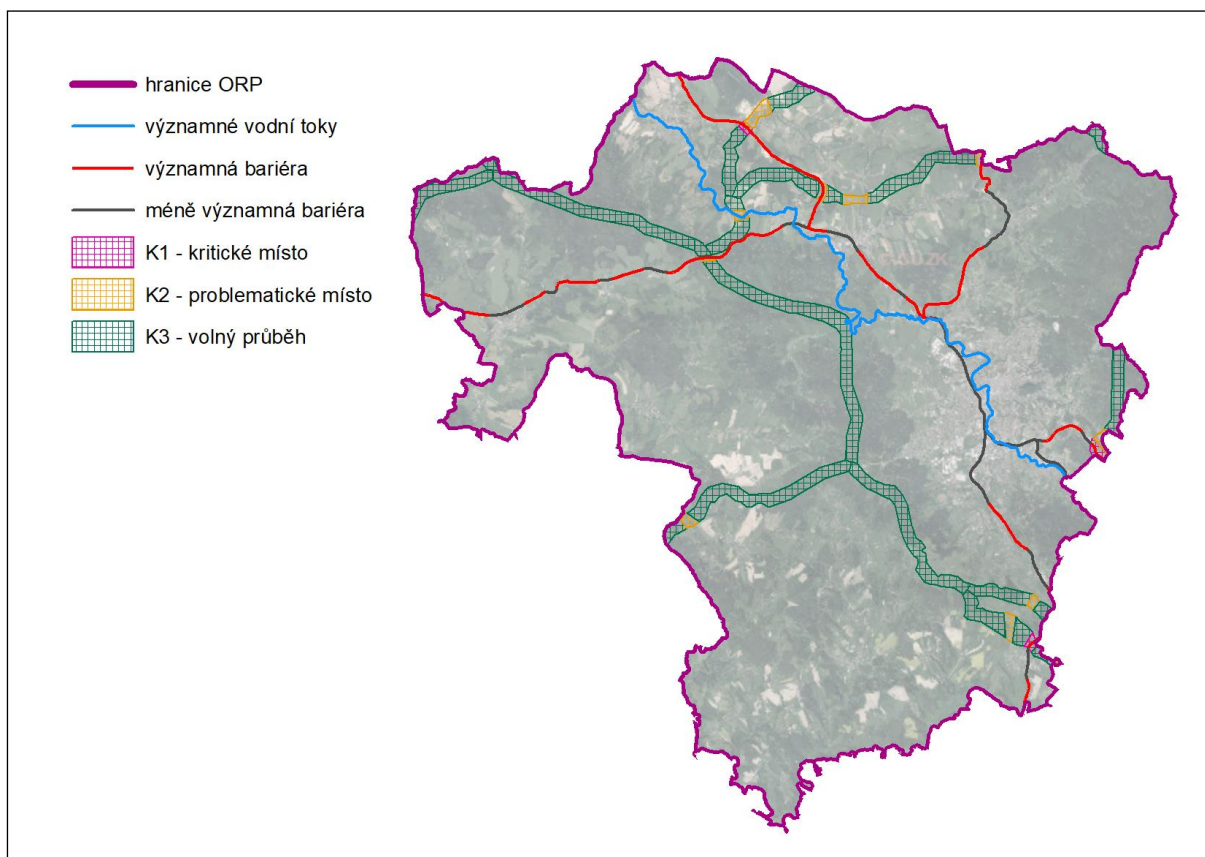 hranice ORP
významné vodní toky
významná bariéra
méně významná bariéra
K1 - kritické místo
K2 - problematické místo
K3 - volný průběh